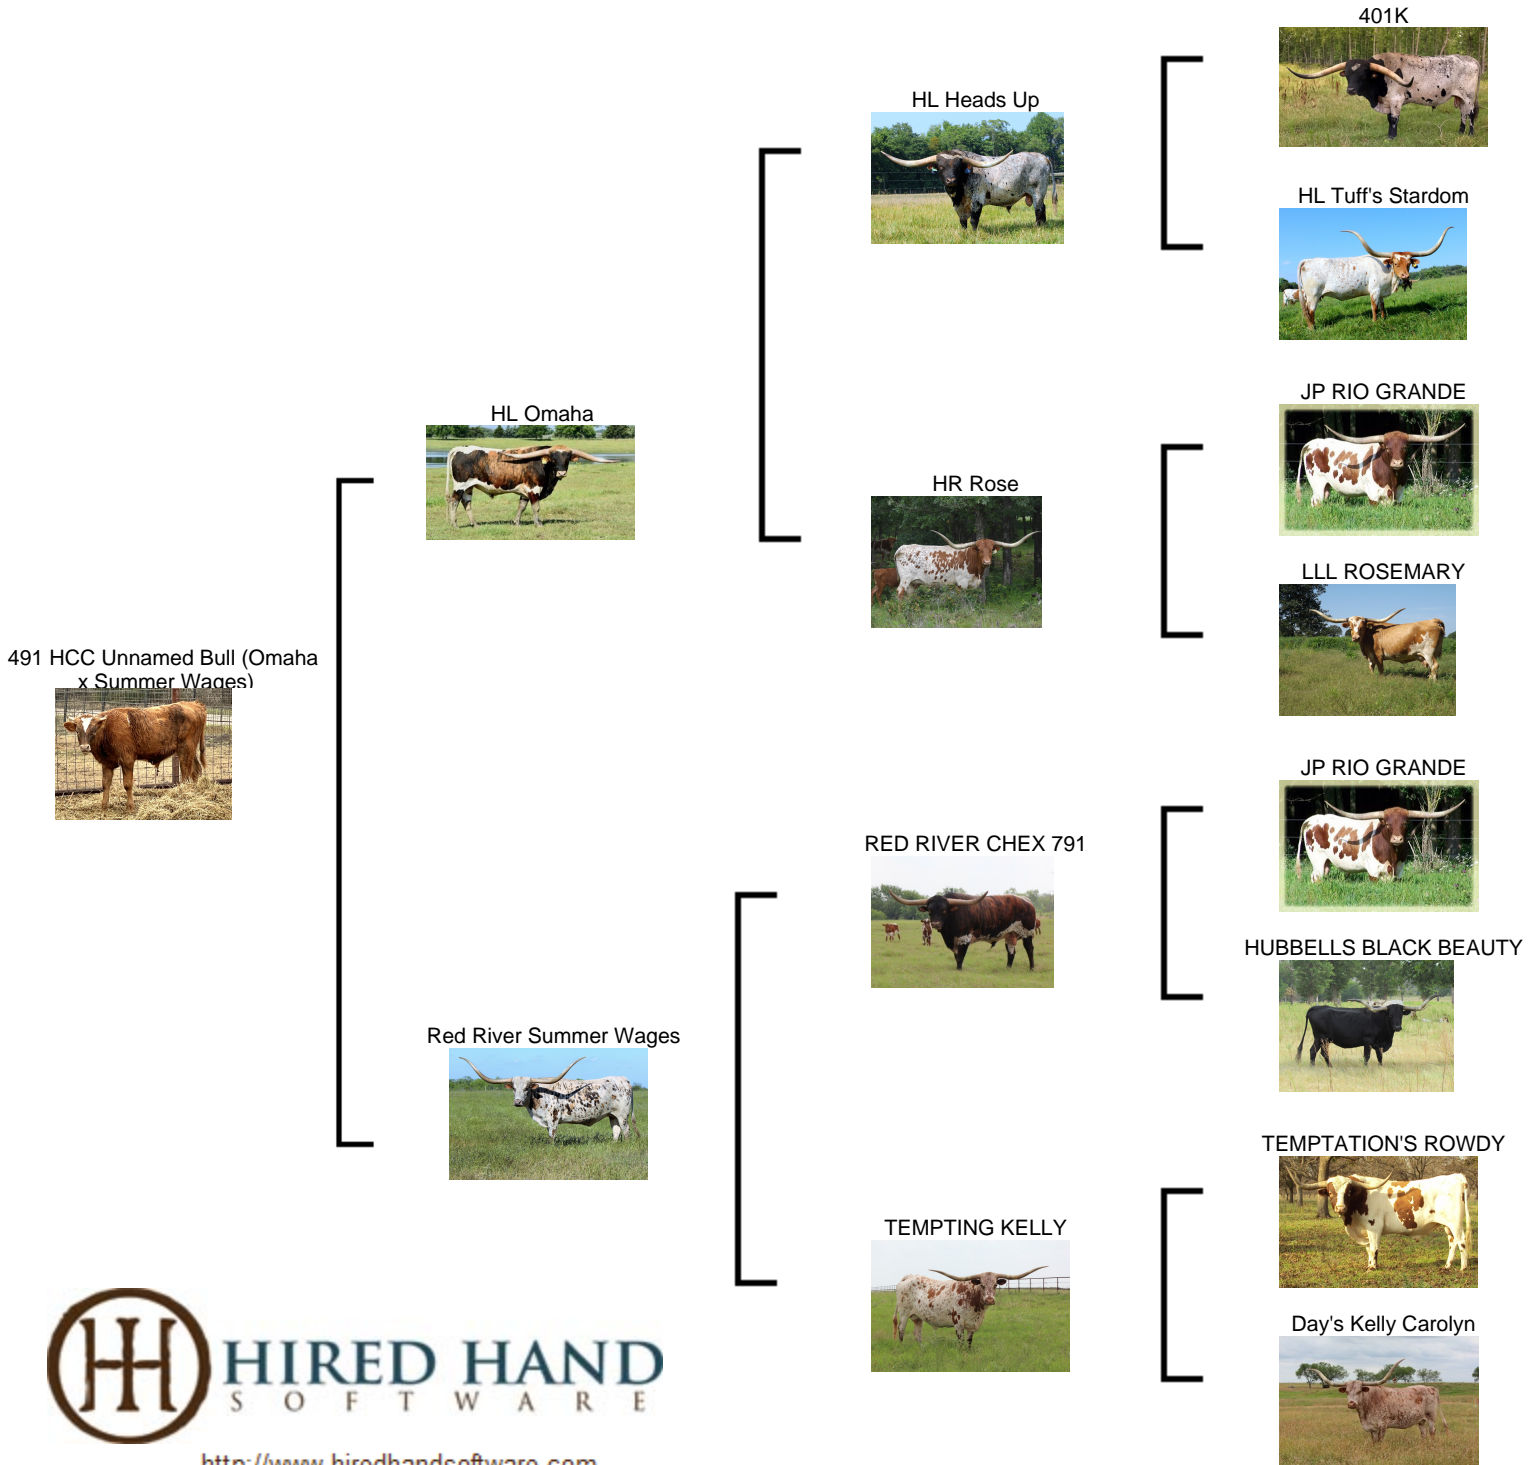 401K
HL Heads Up
HL Tuff's Stardom
JP RIO GRANDE
HL Omaha
HR Rose
LLL ROSEMARY
491 HCC Unnamed Bull (Omaha
x Summer Wages)
JP RIO GRANDE
RED RIVER CHEX 791
HUBBELLS BLACK BEAUTY
Red River Summer Wages
TEMPTATION'S ROWDY
TEMPTING KELLY
Day's Kelly Carolyn
HIRED HAND
SOFTWARE
http://www.hiredhandsoftware.com